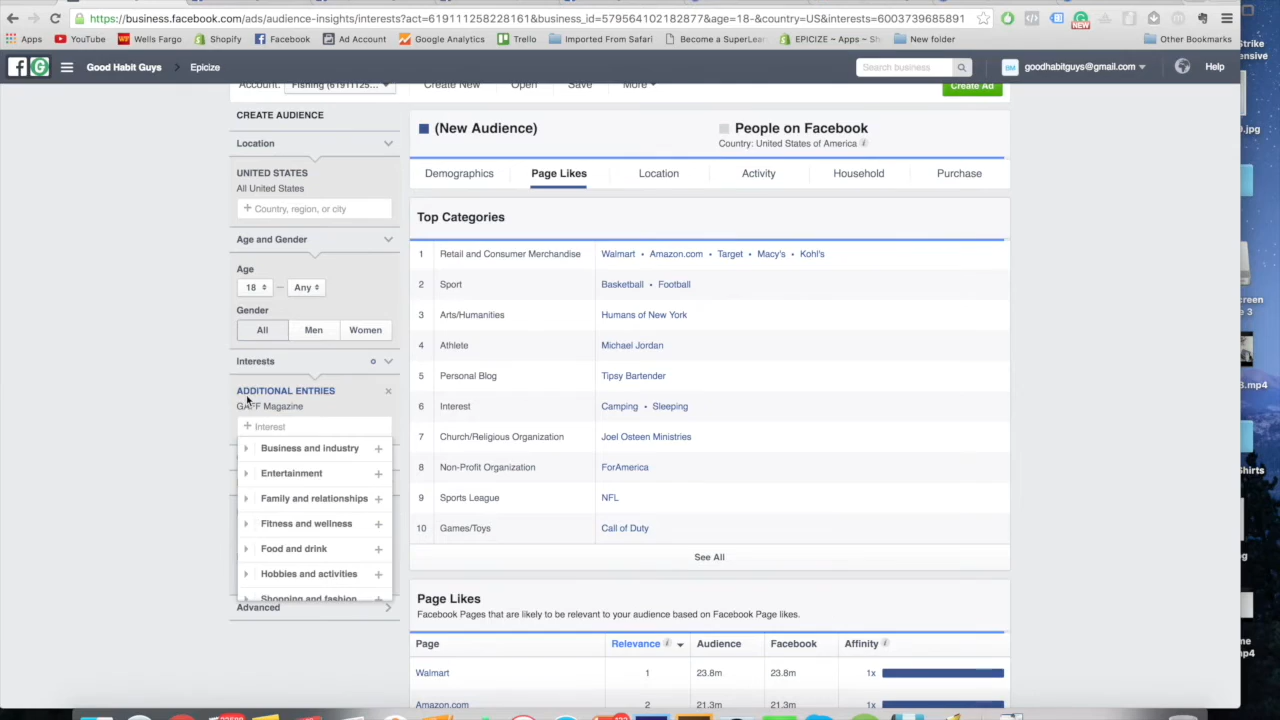 https://business.facebook.com/ads/audience-insights/interests?act=619111258228161&business_id=579564102182877&age=18-&country=US&interests=6003739685891
NEW
Apps YouTube Wells Fargo Shopify Facebook Ad Account Google Analytics Trello Imported From Safari Become a SuperLea EPICIZE ~ Apps ~ Sh New folder Other Bookmarks
Good Habit Guys Epicize Search business GM goodhabitguys@gmail.com Help
Account: Fishing (61911125... Create New Open Save More Create Ad
CREATE AUDIENCE
Location
UNITED STATES
All United States
+ Country, region, or city
Age and Gender
Age
18 — Any
Gender
All Men Women
Interests
ADDITIONAL ENTRIES
GAFF Magazine
+ Interest
Business and industry +
Entertainment +
Family and relationships +
Fitness and wellness +
Food and drink +
Hobbies and activities +
Shopping and fashion +
Advanced
(New Audience)
People on Facebook
Country: United States of America
Demographics Page Likes Location Activity Household Purchase
Top Categories
1 Retail and Consumer Merchandise Walmart • Amazon.com • Target • Macy's • Kohl's
2 Sport Basketball • Football
3 Arts/Humanities Humans of New York
4 Athlete Michael Jordan
5 Personal Blog Tipsy Bartender
6 Interest Camping • Sleeping
7 Church/Religious Organization Joel Osteen Ministries
8 Non-Profit Organization ForAmerica
9 Sports League NFL
10 Games/Toys Call of Duty
See All
Page Likes
Facebook Pages that are likely to be relevant to your audience based on Facebook Page likes.
Page Relevance Audience Facebook Affinity
Walmart 1 23.8m 23.8m 1x
Amazon.com 2 21.3m 21.3m 1x